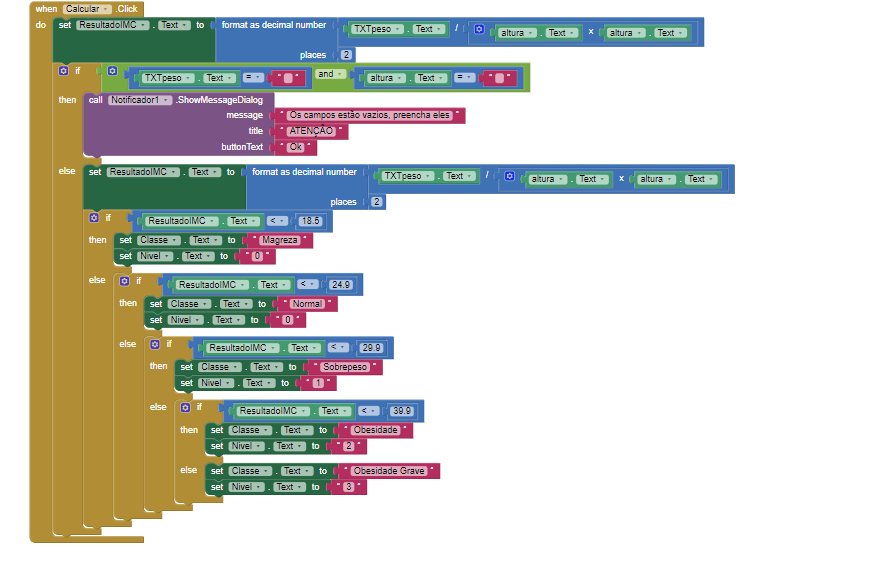 when Calcular .Click
do set ResultadoIMC . Text to format as decimal number TXTpeso . Text / altura . Text × altura . Text
places 2
if TXTpeso . Text = " " and altura . Text = " "
then call Notificador1 .ShowMessageDialog
message " Os campos estão vazios, preencha eles "
title " ATENÇÃO "
buttonText " Ok "
else set ResultadoIMC . Text to format as decimal number TXTpeso . Text / altura . Text × altura . Text
places 2
if ResultadoIMC . Text < 18.5
then set Classe . Text to " Magreza "
set Nivel . Text to " 0 "
else if ResultadoIMC . Text < 24.9
then set Classe . Text to " Normal "
set Nivel . Text to " 0 "
else if ResultadoIMC . Text < 29.9
then set Classe . Text to " Sobrepeso "
set Nivel . Text to " 1 "
else if ResultadoIMC . Text < 39.9
then set Classe . Text to " Obesidade "
set Nivel . Text to " 2 "
else set Classe . Text to " Obesidade Grave "
set Nivel . Text to " 3 "